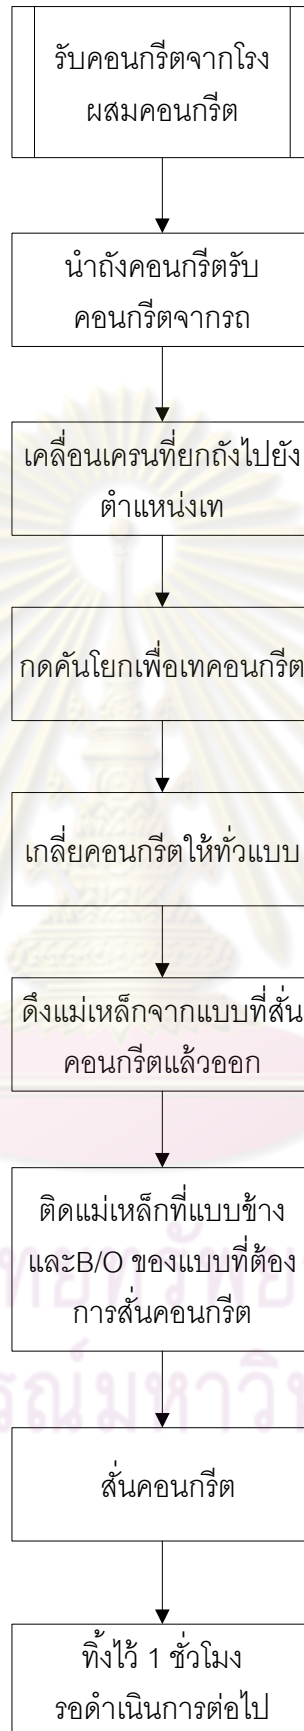 รับคอนกรีตจากโรง
ผสมคอนกรีต
นำถังคอนกรีตรับ
คอนกรีตจากรถ
เคลื่อนเครนที่ยกถังไปยัง
ตำแหน่งเท
กดคันโยกเพื่อเทคอนกรีต
เกลี่ยคอนกรีตให้ทั่วแบบ
ดึงแม่เหล็กจากแบบที่สั่น
คอนกรีตแล้วออก
ติดแม่เหล็กที่แบบข้าง
และB/O ของแบบที่ต้อง
การสั่นคอนกรีต
สั่นคอนกรีต
ทิ้งไว้ 1 ชั่วโมง
รอดำเนินการต่อไป